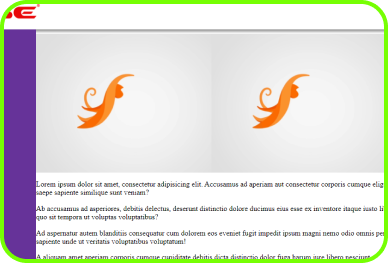 Lorem ipsum dolor sit amet, consectetur adipisicing elit. Accusamus ad aperiam aut consectetur corporis cumque elig
saepe sapiente similique sunt veniam?
Ab accusamus ad asperiores, debitis delectus, deserunt distinctio dolore ducimus eius esse ex inventore itaque iusto li
quo sit tempora ut voluptas voluptatibus?
Ad aspernatur autem blanditiis consequatur cum dolorem eos eveniet fugit impedit ipsum magni nemo odio omnis pe
sapiente unde ut veritatis voluptatibus voluptatum!
A aliquam amet aperiam corporis cumque cupiditate debitis dicta distinctio dolor fuga harum iure libero nesciunt